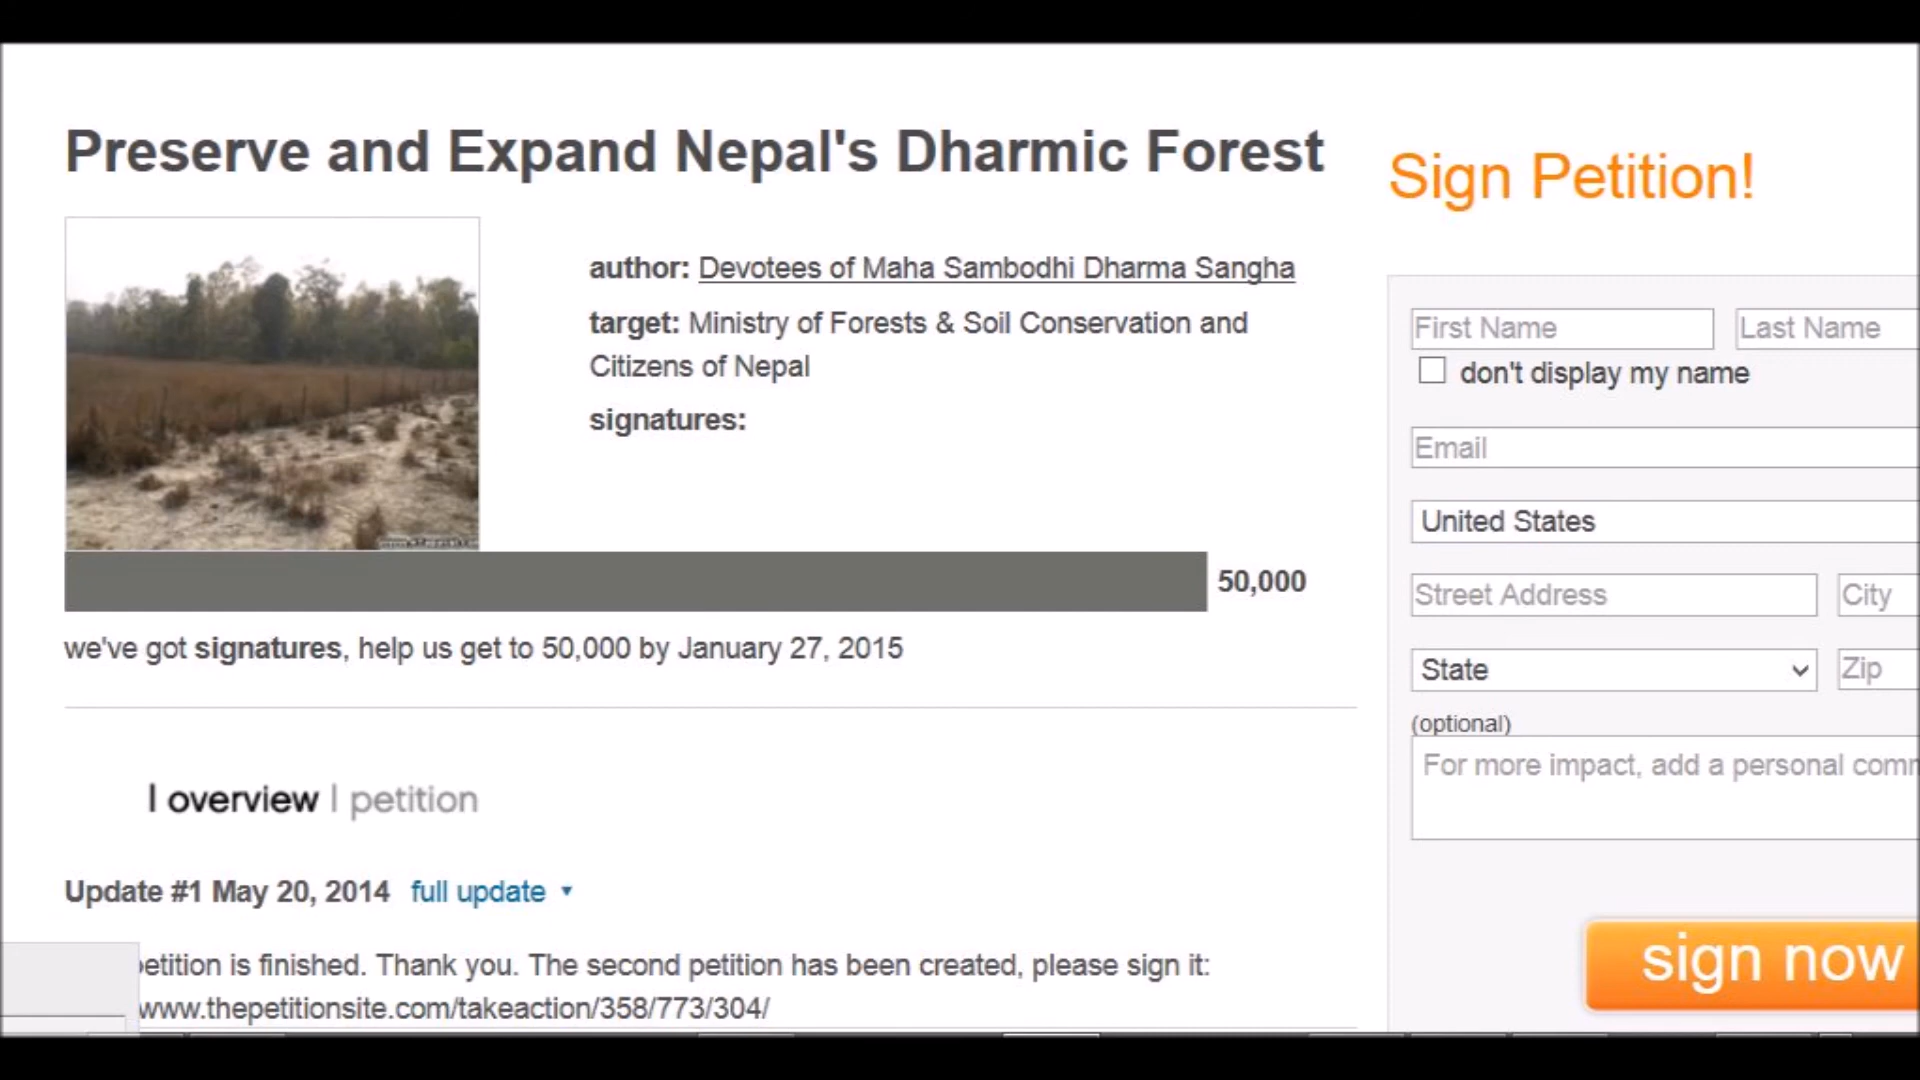 Preserve and Expand Nepal's Dharmic Forest
author: Devotees of Maha Sambodhi Dharma Sangha
target: Ministry of Forests & Soil Conservation and
Citizens of Nepal
signatures:
50,000
we've got signatures, help us get to 50,000 by January 27, 2015
| overview | petition
Update #1 May 20, 2014 full update
etition is finished. Thank you. The second petition has been created, please sign it:
www.thepetitionsite.com/takeaction/358/773/304/
Sign Petition!
First Name Last Name
don't display my name
Email
United States
Street Address City
State Zip
(optional)
For more impact, add a personal comm
sign now